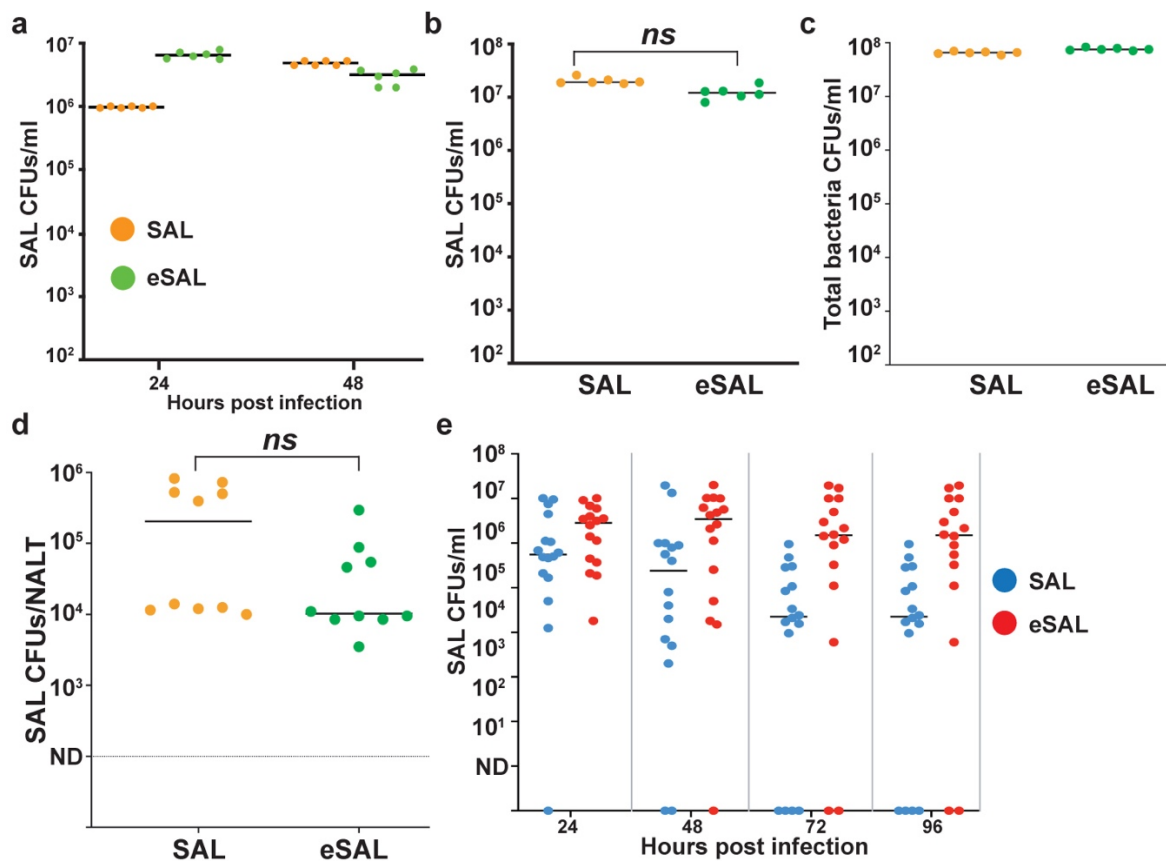 a
SAL CFUs/ml
10⁷
10⁶
10⁵
10⁴
10³
10²
SAL
eSAL
24
48
Hours post infection
b
ns
SAL CFUs/ml
10⁸
10⁷
10⁶
10⁵
10⁴
10³
10²
SAL
eSAL
c
Total bacteria CFUs/ml
10⁸
10⁷
10⁶
10⁵
10⁴
10³
10²
SAL
eSAL
d
ns
SAL CFUs/NALT
10⁶
10⁵
10⁴
10³
ND
SAL
eSAL
e
SAL CFUs/ml
10⁸
10⁷
10⁶
10⁵
10⁴
10³
10²
10¹
ND
24
48
72
96
Hours post infection
SAL
eSAL